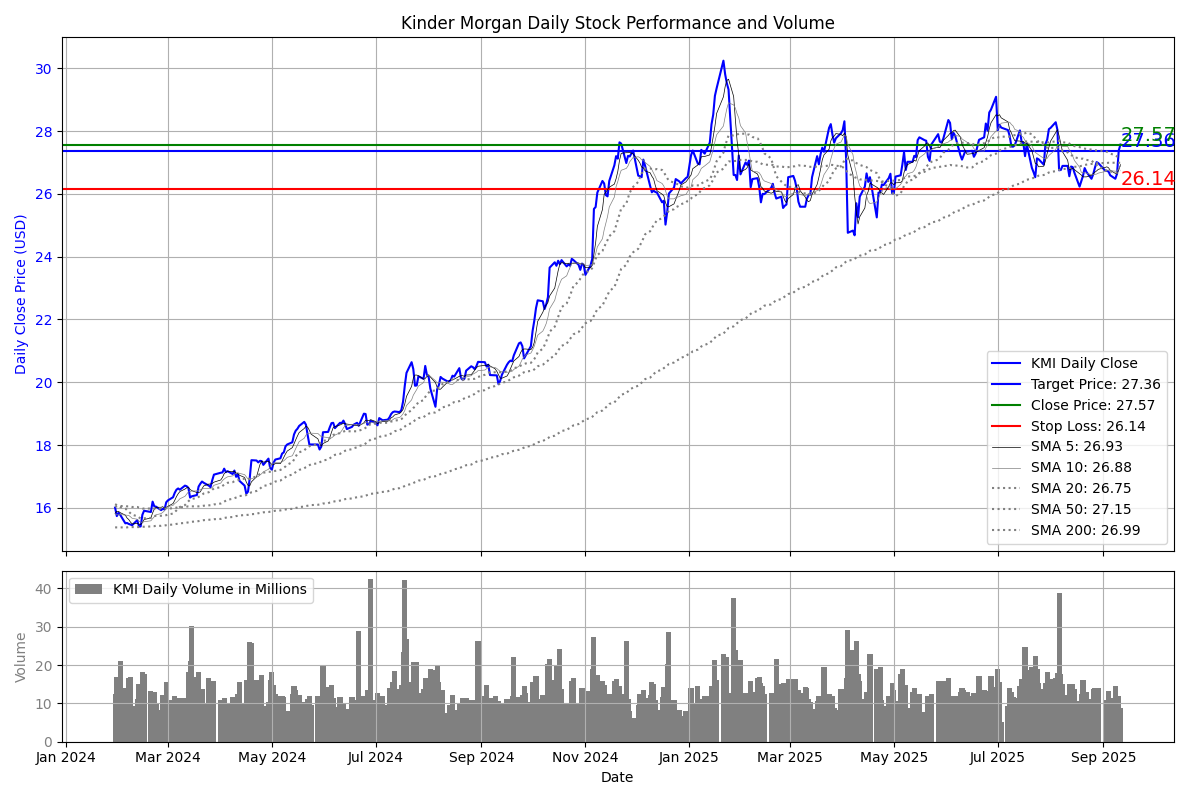 Kinder Morgan Daily Stock Performance and Volume
Daily Close Price (USD)
30
28
26
24
22
20
18
16
27.57
27.36
26.14
KMI Daily Close
Target Price: 27.36
Close Price: 27.57
Stop Loss: 26.14
SMA 5: 26.93
SMA 10: 26.88
SMA 20: 26.75
SMA 50: 27.15
SMA 200: 26.99
Volume
40
30
20
10
0
KMI Daily Volume in Millions
Jan 2024 Mar 2024 May 2024 Jul 2024 Sep 2024 Nov 2024 Jan 2025 Mar 2025 May 2025 Jul 2025 Sep 2025
Date